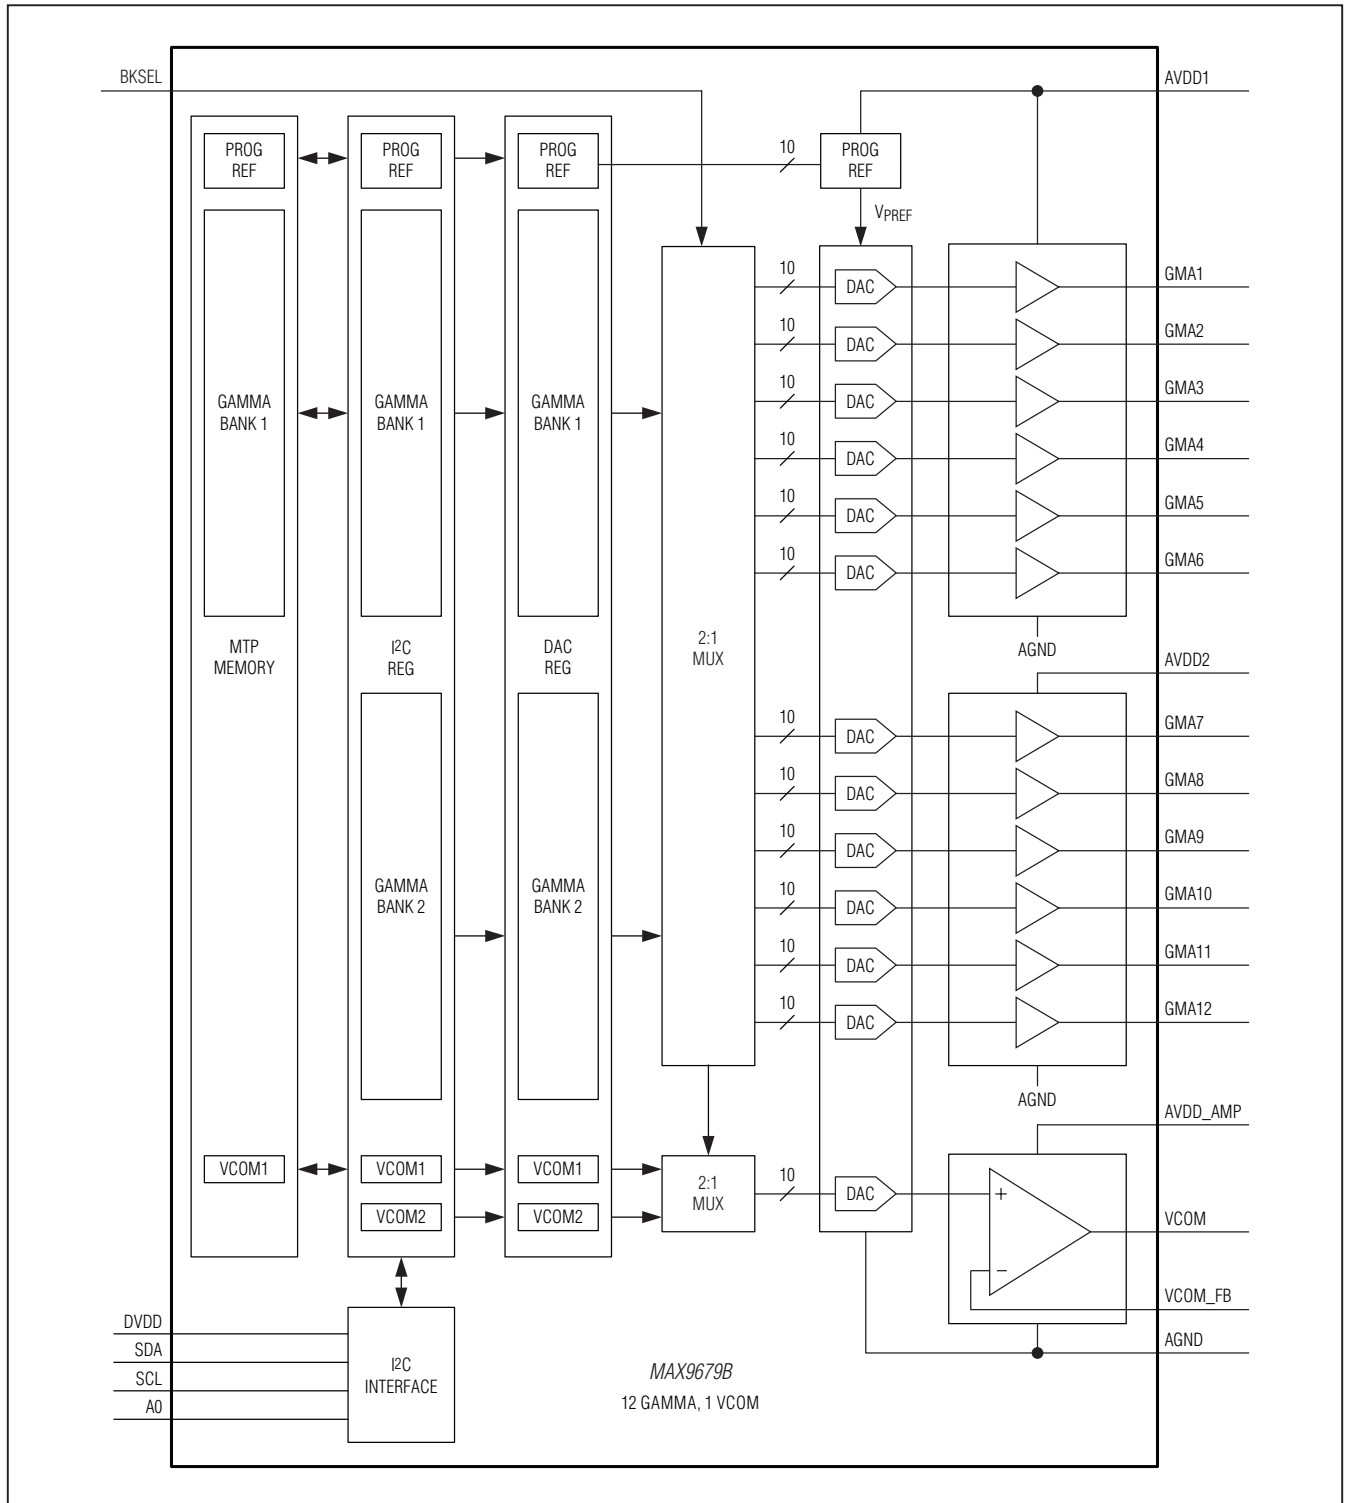 BKSEL
AVDD1
PROG
REF
PROG
REF
PROG
REF
10
PROG
REF
VPREF
GAMMA
BANK 1
GAMMA
BANK 1
GAMMA
BANK 1
10
DAC
GMA1
10
DAC
GMA2
10
DAC
GMA3
10
DAC
GMA4
10
DAC
GMA5
10
DAC
GMA6
MTP
MEMORY
I2C
REG
DAC
REG
2:1
MUX
AGND
AVDD2
GAMMA
BANK 2
GAMMA
BANK 2
10
DAC
GMA7
10
DAC
GMA8
10
DAC
GMA9
10
DAC
GMA10
10
DAC
GMA11
10
DAC
GMA12
AGND
AVDD_AMP
VCOM1
VCOM1
VCOM1
VCOM2
VCOM2
2:1
MUX
10
DAC
+
−
VCOM
VCOM_FB
AGND
DVDD
SDA
SCL
A0
I2C
INTERFACE
MAX9679B
12 GAMMA, 1 VCOM